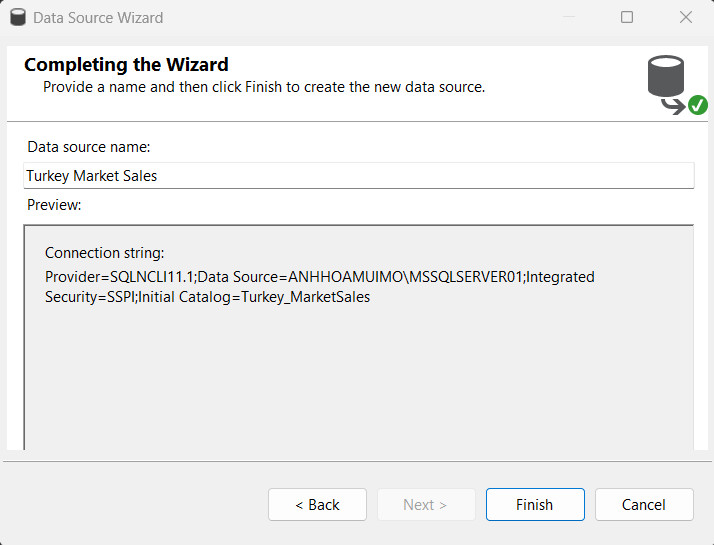 Data Source Wizard
Completing the Wizard
Provide a name and then click Finish to create the new data source.
Data source name:
Turkey Market Sales
Preview:
Connection string:
Provider=SQLNCLI11.1;Data Source=ANHHOAMUIMO\MSSQLSERVER01;Integrated
Security=SSPI;Initial Catalog=Turkey_MarketSales
< Back
Next >
Finish
Cancel